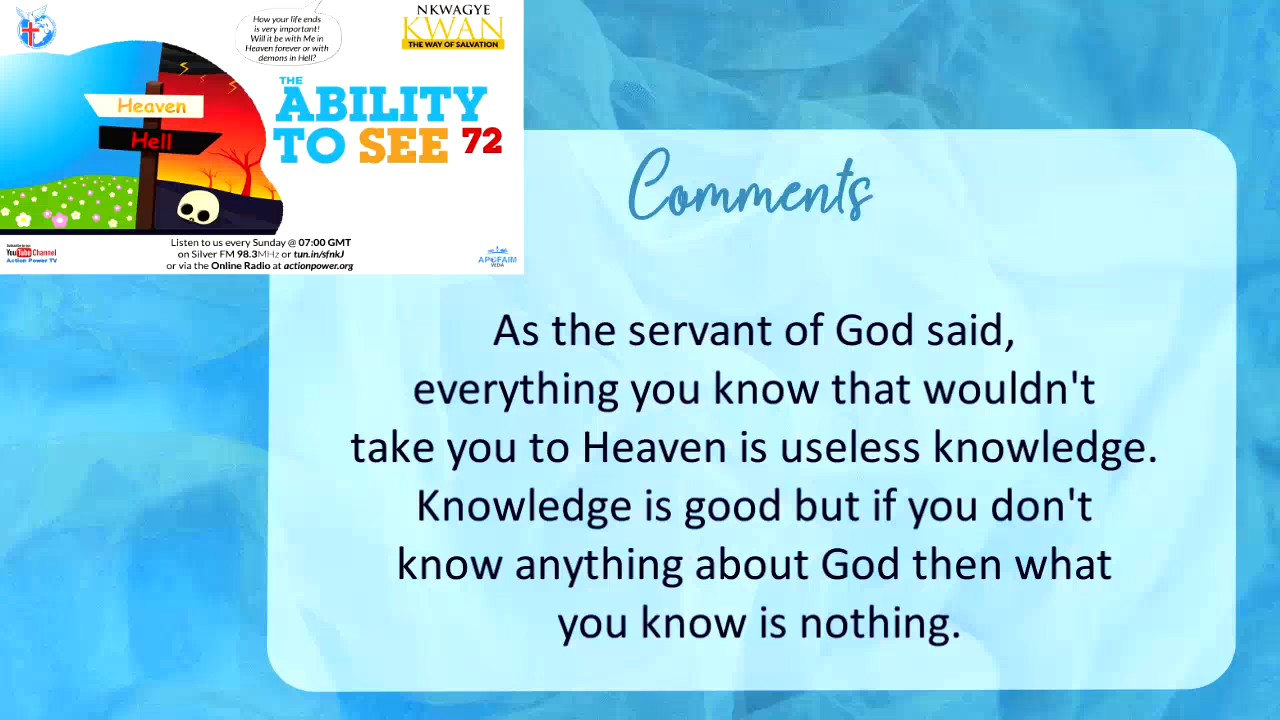 How your life ends
is very important!
Will it be with Me in
Heaven forever or with
demons in Hell?
NKWAGYE
KWAN
THE WAY OF SALVATION
Heaven
Hell
THE
ABILITY
TO SEE 72
Listen to us every Sunday @ 07:00 GMT
on Silver FM 98.3MHz or tun.in/sfnkJ
or via the Online Radio at actionpower.org
YouTube Channel
Action Power TV
APOFAIM
Comments
As the servant of God said,
everything you know that wouldn't
take you to Heaven is useless knowledge.
Knowledge is good but if you don't
know anything about God then what
you know is nothing.